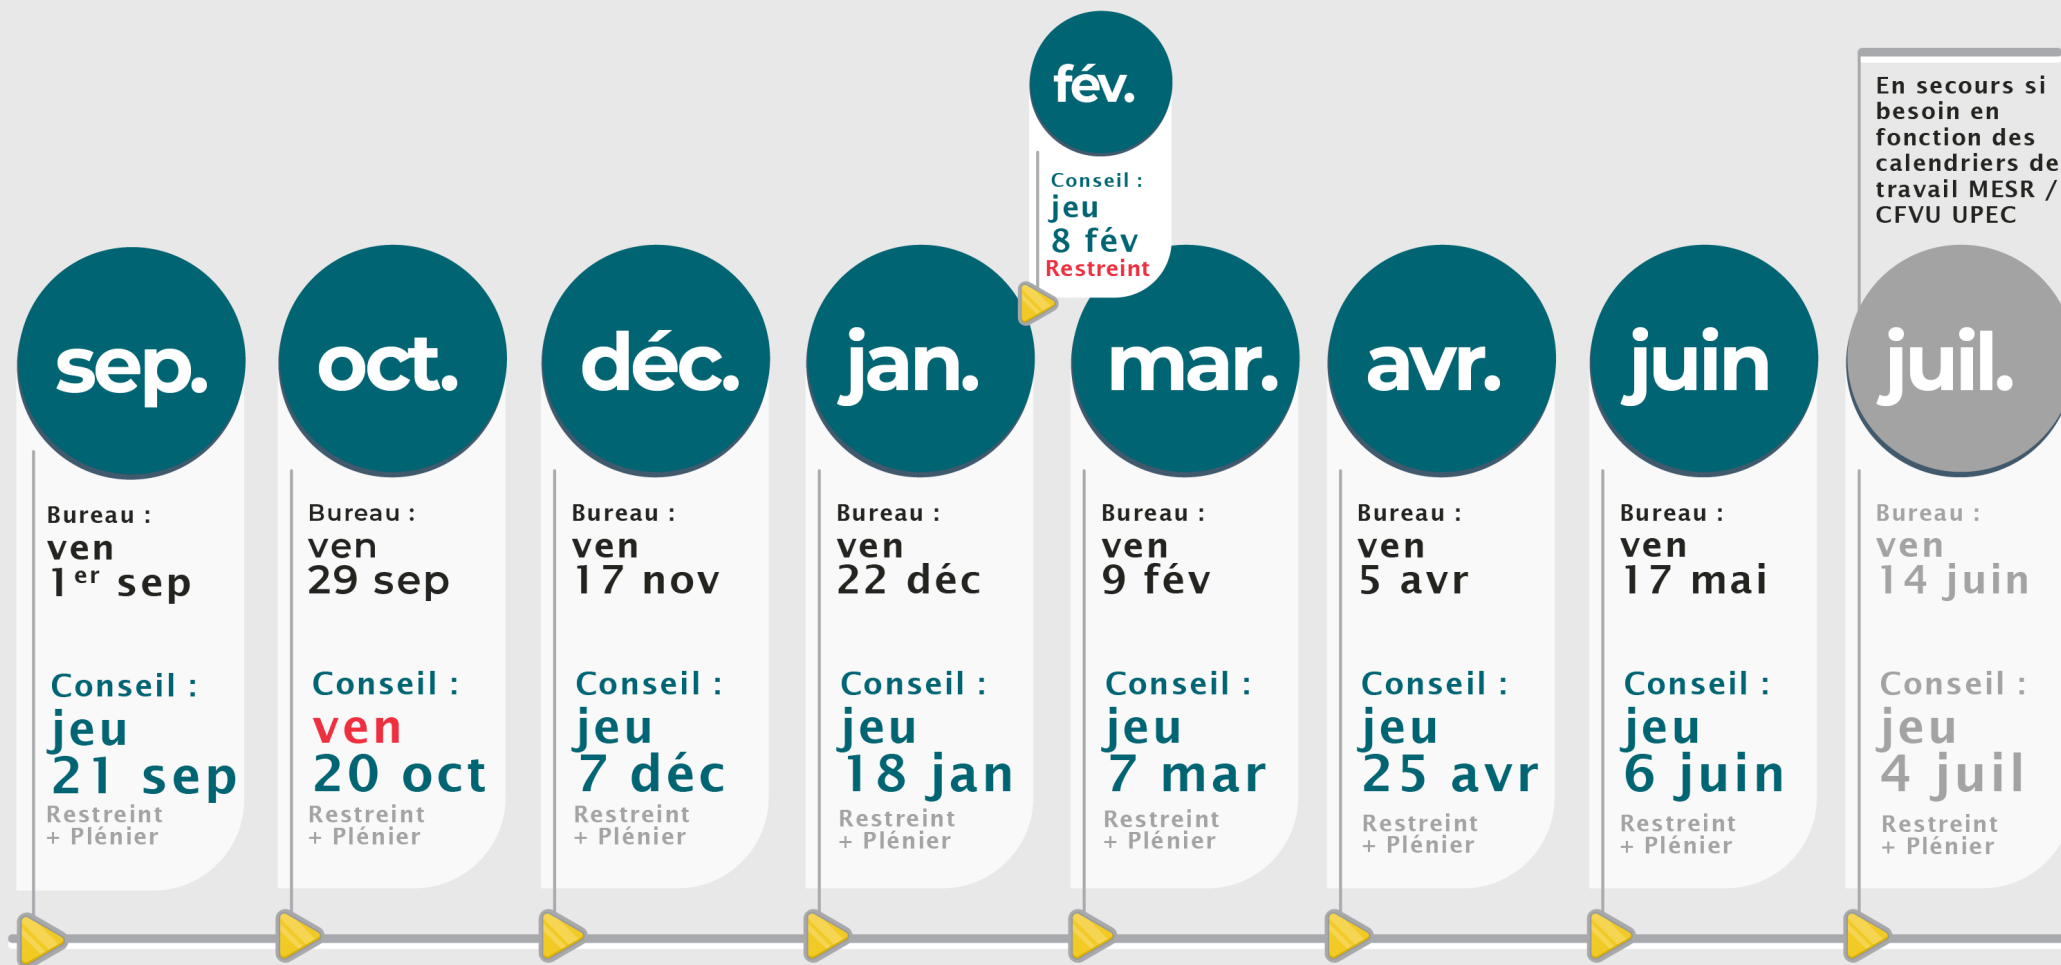 fév.
Conseil :
jeu
8 fév
Restreint
En secours si
besoin en
fonction des
calendriers de
travail MESR /
CFVU UPEC
sep.
Bureau :
ven
1er sep
Conseil :
jeu
21 sep
Restreint
+ Plénier
oct.
Bureau :
ven
29 sep
Conseil :
ven
20 oct
Restreint
+ Plénier
déc.
Bureau :
ven
17 nov
Conseil :
jeu
7 déc
Restreint
+ Plénier
jan.
Bureau :
ven
22 déc
Conseil :
jeu
18 jan
Restreint
+ Plénier
mar.
Bureau :
ven
9 fév
Conseil :
jeu
7 mar
Restreint
+ Plénier
avr.
Bureau :
ven
5 avr
Conseil :
jeu
25 avr
Restreint
+ Plénier
juin
Bureau :
ven
17 mai
Conseil :
jeu
6 juin
Restreint
+ Plénier
juil.
Bureau :
ven
14 juin
Conseil :
jeu
4 juil
Restreint
+ Plénier